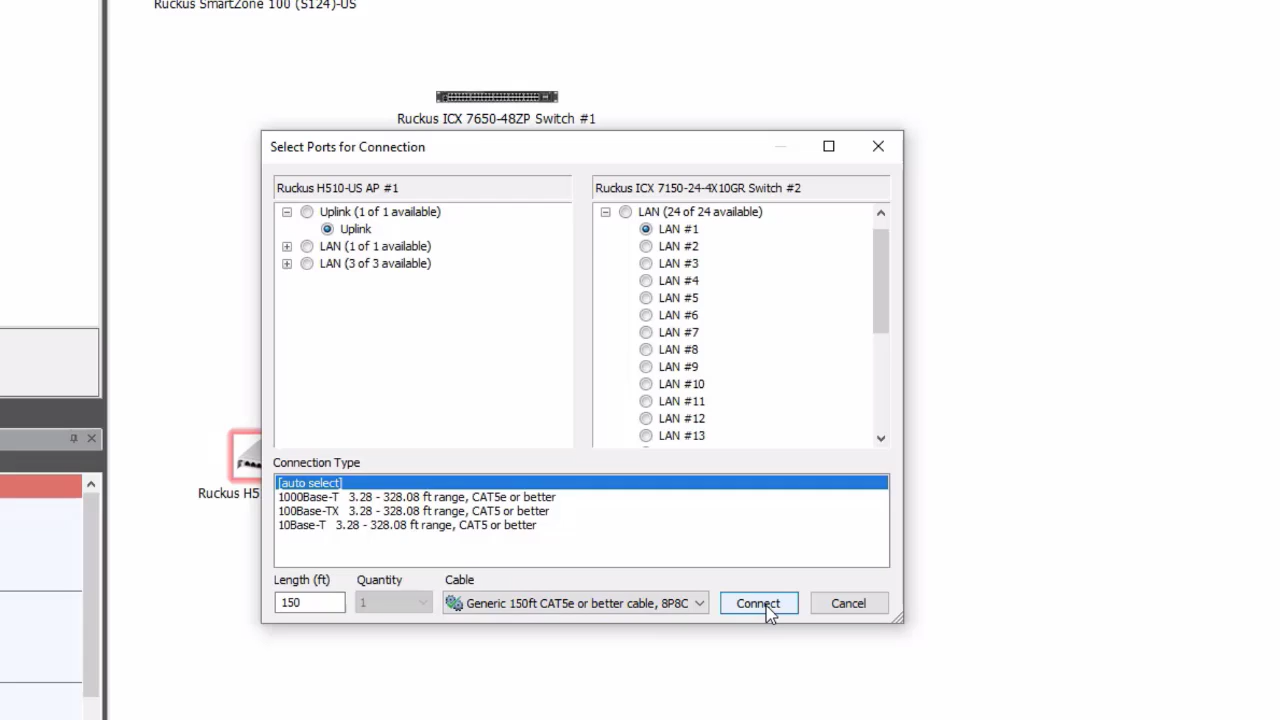 Ruckus SmartZone 100 (S124)-US
Ruckus ICX 7650-48ZP Switch #1
Select Ports for Connection
Ruckus H510-US AP #1
Uplink (1 of 1 available)
Uplink
LAN (1 of 1 available)
LAN (3 of 3 available)
Ruckus ICX 7150-24-4X10GR Switch #2
LAN (24 of 24 available)
LAN #1
LAN #2
LAN #3
LAN #4
LAN #5
LAN #6
LAN #7
LAN #8
LAN #9
LAN #10
LAN #11
LAN #12
LAN #13
Ruckus H5
Connection Type
[auto select]
1000Base-T 3.28 - 328.08 ft range, CAT5e or better
100Base-TX 3.28 - 328.08 ft range, CAT5 or better
10Base-T 3.28 - 328.08 ft range, CAT5 or better
Length (ft) Quantity Cable
150 1 Generic 150ft CAT5e or better cable, 8P8C Connect Cancel